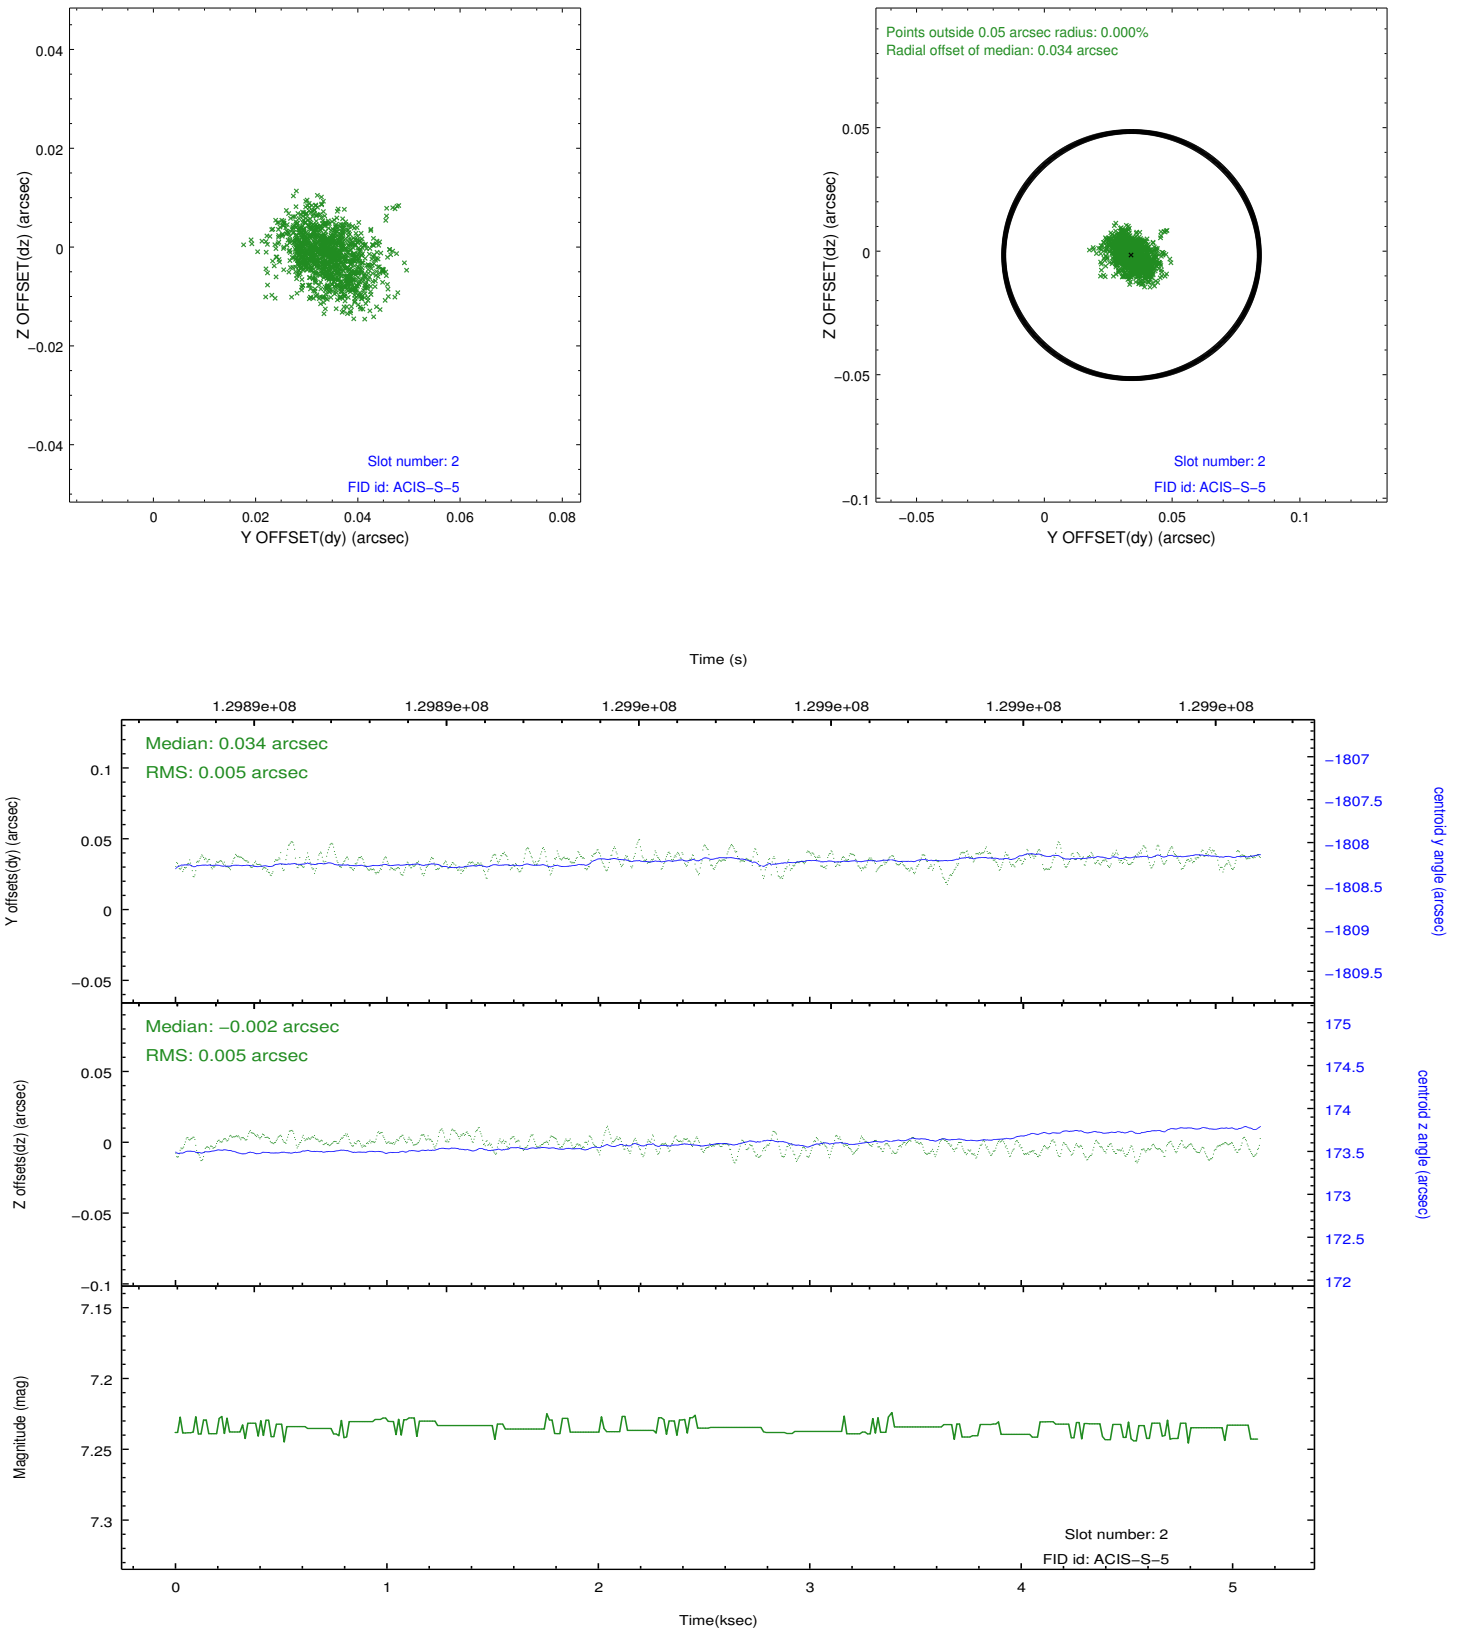 0.04
0.02
0
−0.02
−0.04
Z OFFSET(dz) (arcsec)
Slot number: 2
FID id: ACIS−S−5
0
0.02
0.04
0.06
0.08
Y OFFSET(dy) (arcsec)
Points outside 0.05 arcsec radius: 0.000%
Radial offset of median: 0.034 arcsec
0.05
0
−0.05
−0.1
Z OFFSET(dz) (arcsec)
Slot number: 2
FID id: ACIS−S−5
−0.05
0
0.05
0.1
Y OFFSET(dy) (arcsec)
Time (s)
1.2989e+08
1.2989e+08
1.299e+08
1.299e+08
1.299e+08
1.299e+08
Median: 0.034 arcsec
RMS: 0.005 arcsec
0.1
0.05
0
−0.05
Y offsets(dy) (arcsec)
−1807
−1807.5
−1808
−1808.5
−1809
−1809.5
centroid y angle (arcsec)
Median: −0.002 arcsec
RMS: 0.005 arcsec
0.05
0
−0.05
−0.1
Z offsets(dz) (arcsec)
175
174.5
174
173.5
173
172.5
172
centroid z angle (arcsec)
7.15
7.2
7.25
7.3
Magnitude (mag)
Slot number: 2
FID id: ACIS−S−5
0
1
2
3
4
5
Time(ksec)